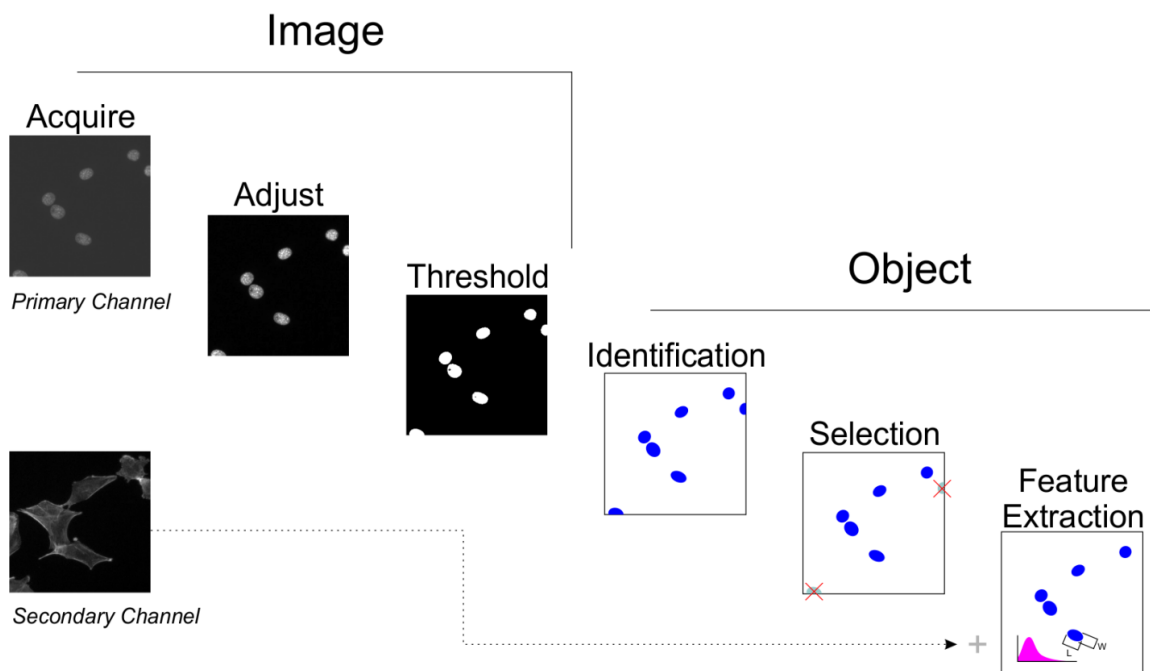 Image
Acquire
Primary Channel
Adjust
Threshold
Object
Identification
Selection
Feature
Extraction
L
W
Secondary Channel
+